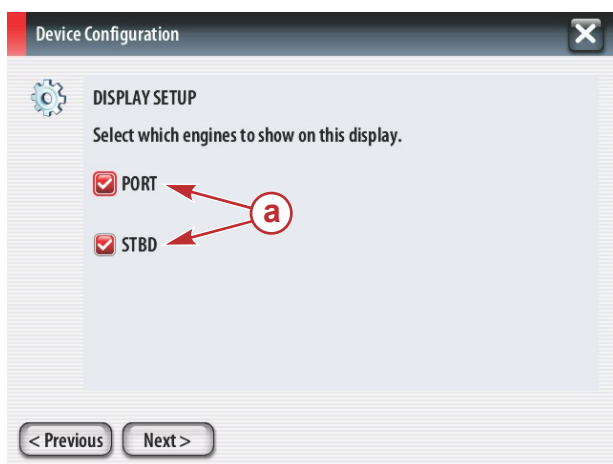 Device Configuration
DISPLAY SETUP
Select which engines to show on this display.
PORT
a
STBD
< Previous
Next >